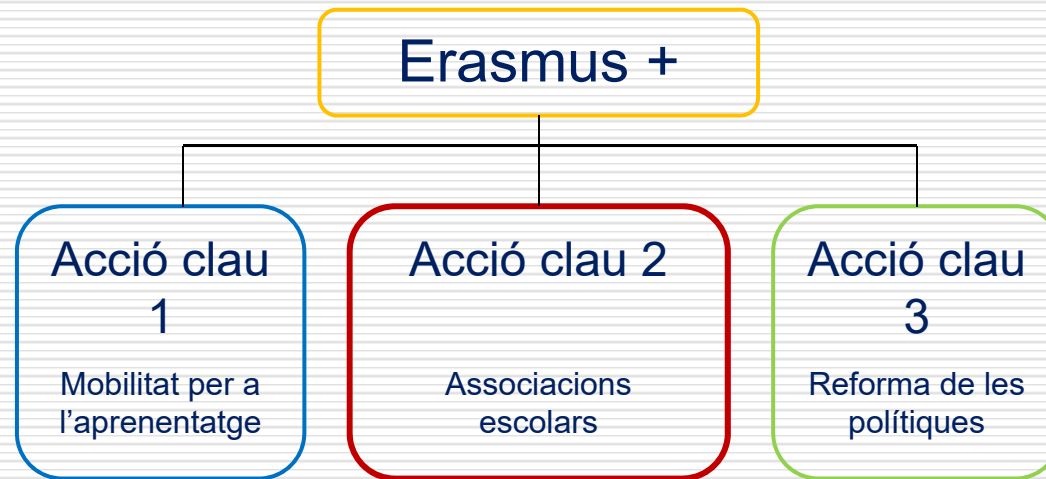 Erasmus +
Acció clau
1
Mobilitat per a
l’aprenentatge
Acció clau 2
Associacions
escolars
Acció clau
3
Reforma de les
polítiques